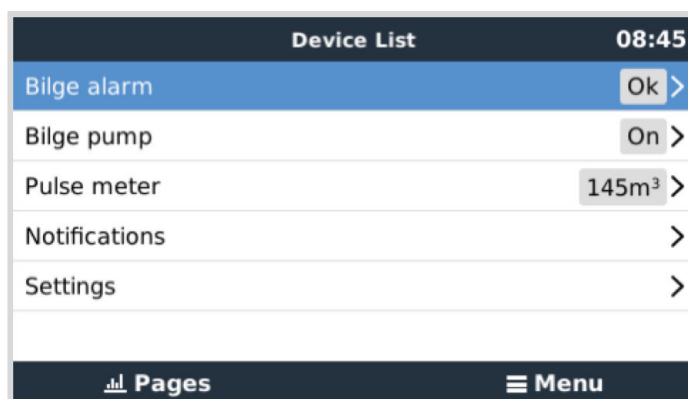 Device List 08:45
Bilge alarm Ok
Bilge pump On
Pulse meter 145m³
Notifications
Settings
Pages Menu